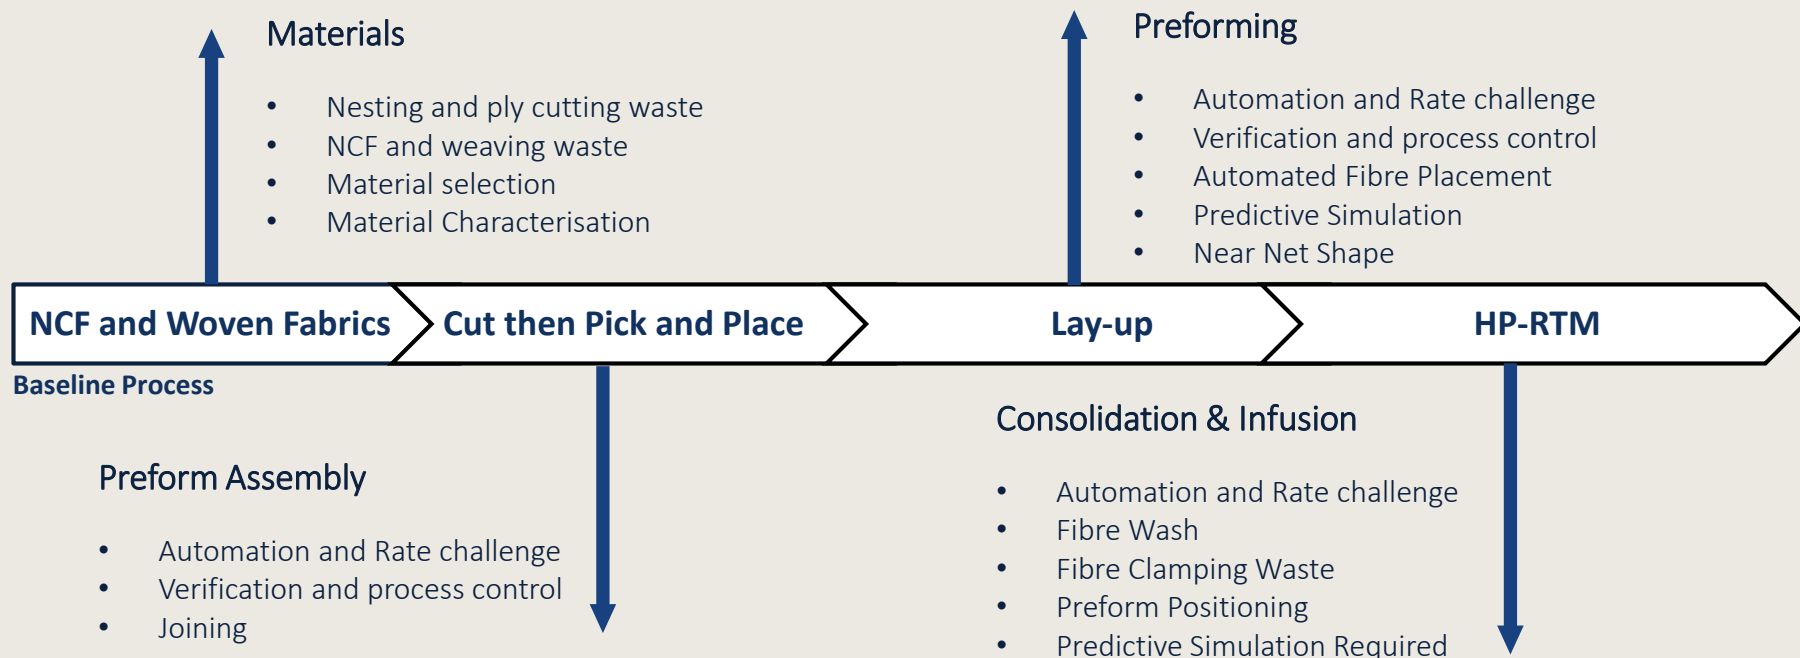 Materials
• Nesting and ply cutting waste
• NCF and weaving waste
• Material selection
• Material Characterisation
Preforming
• Automation and Rate challenge
• Verification and process control
• Automated Fibre Placement
• Predictive Simulation
• Near Net Shape
NCF and Woven Fabrics
Cut then Pick and Place
Lay-up
HP-RTM
Baseline Process
Preform Assembly
• Automation and Rate challenge
• Verification and process control
• Joining
Consolidation & Infusion
• Automation and Rate challenge
• Fibre Wash
• Fibre Clamping Waste
• Preform Positioning
• Predictive Simulation Required